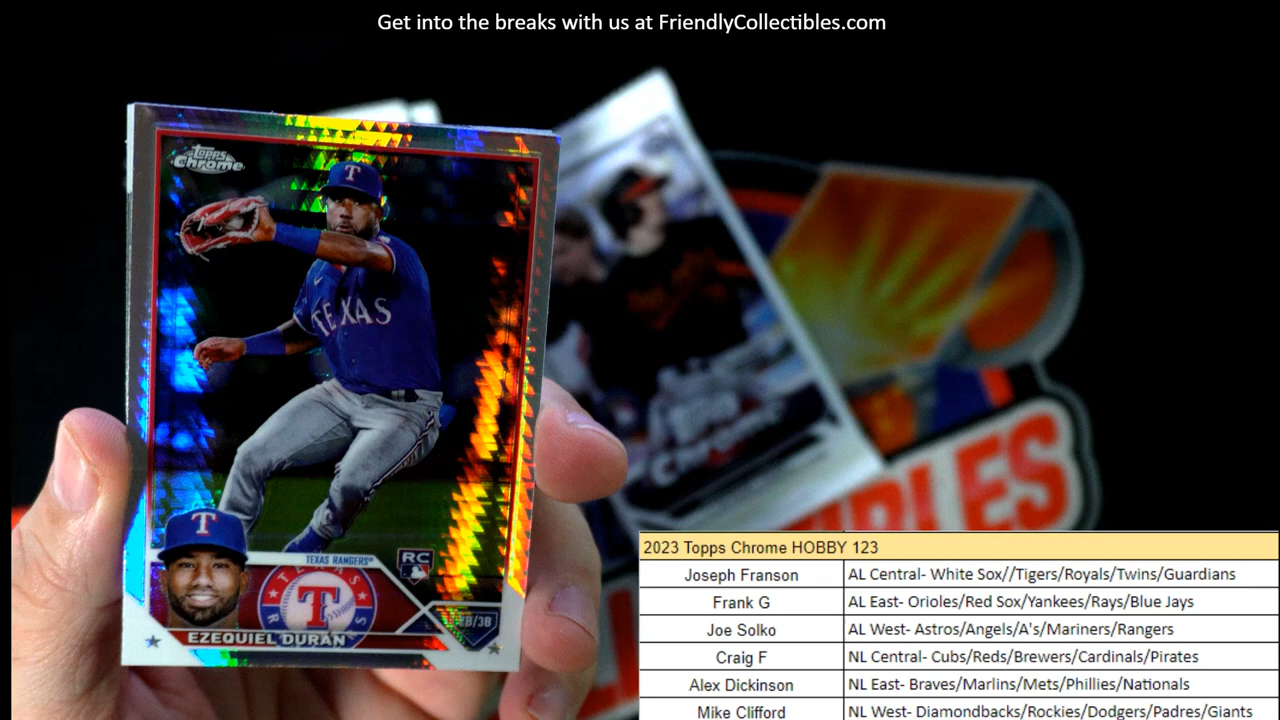 Get into the breaks with us at FriendlyCollectibles.com
Topps
Chrome
T
TEXAS
T
TEXAS RANGERS
RC
TEXAS
T
RANGERS
2B/3B
EZEQUIEL DURAN
Chrome
IBLES
2023 Topps Chrome HOBBY 123
Joseph Franson AL Central- White Sox//Tigers/Royals/Twins/Guardians
Frank G AL East- Orioles/Red Sox/Yankees/Rays/Blue Jays
Joe Solko AL West- Astros/Angels/A's/Mariners/Rangers
Craig F NL Central- Cubs/Reds/Brewers/Cardinals/Pirates
Alex Dickinson NL East- Braves/Marlins/Mets/Phillies/Nationals
Mike Clifford NL West- Diamondbacks/Rockies/Dodgers/Padres/Giants